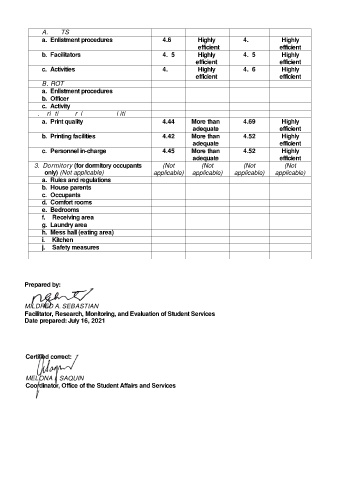 A. TS
a. Enlistment procedures 4.6 Highly efficient 4. Highly efficient
b. Facilitators 4. 5 Highly efficient 4. 5 Highly efficient
c. Activities 4. Highly efficient 4. 6 Highly efficient
B. ROT
a. Enlistment procedures
b. Officer
c. Activity
a. Print quality 4.44 More than adequate 4.69 Highly efficient
b. Printing facilities 4.42 More than adequate 4.52 Highly efficient
c. Personnel in-charge 4.45 More than adequate 4.52 Highly efficient
3. Dormitory (for dormitory occupants only) (Not applicable) (Not applicable) (Not applicable) (Not applicable) (Not applicable)
a. Rules and regulations
b. House parents
c. Occupants
d. Comfort rooms
e. Bedrooms
f. Receiving area
g. Laundry area
h. Mess hall (eating area)
i. Kitchen
j. Safety measures
Prepared by:
MILDRED A. SEBASTIAN
Facilitator, Research, Monitoring, and Evaluation of Student Services
Date prepared: July 16, 2021
Certified correct:
MELONA SAQUIN
Coordinator, Office of the Student Affairs and Services